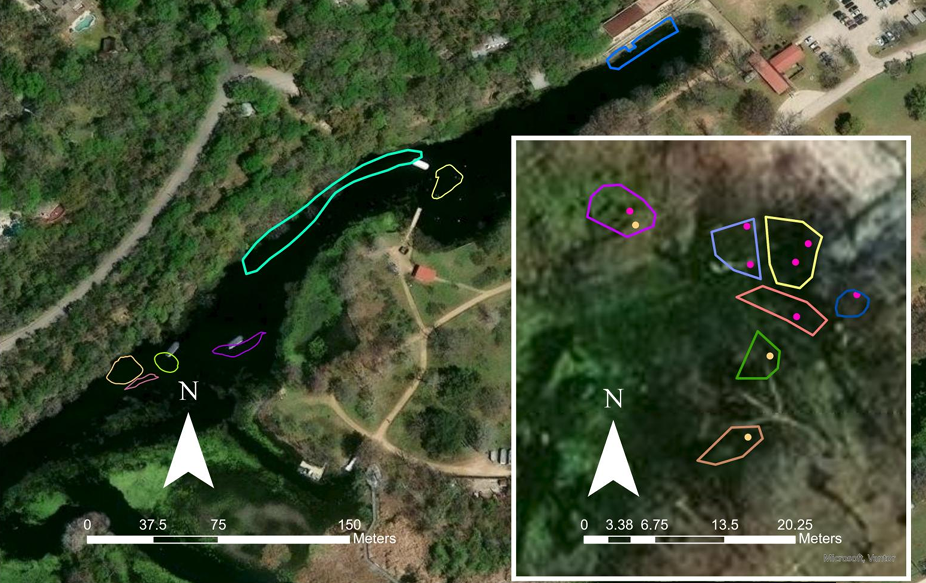 N
0 37.5 75 150
Meters
N
0 3.38 6.75 13.5 20.25
Meters
Microsoft, Vantor